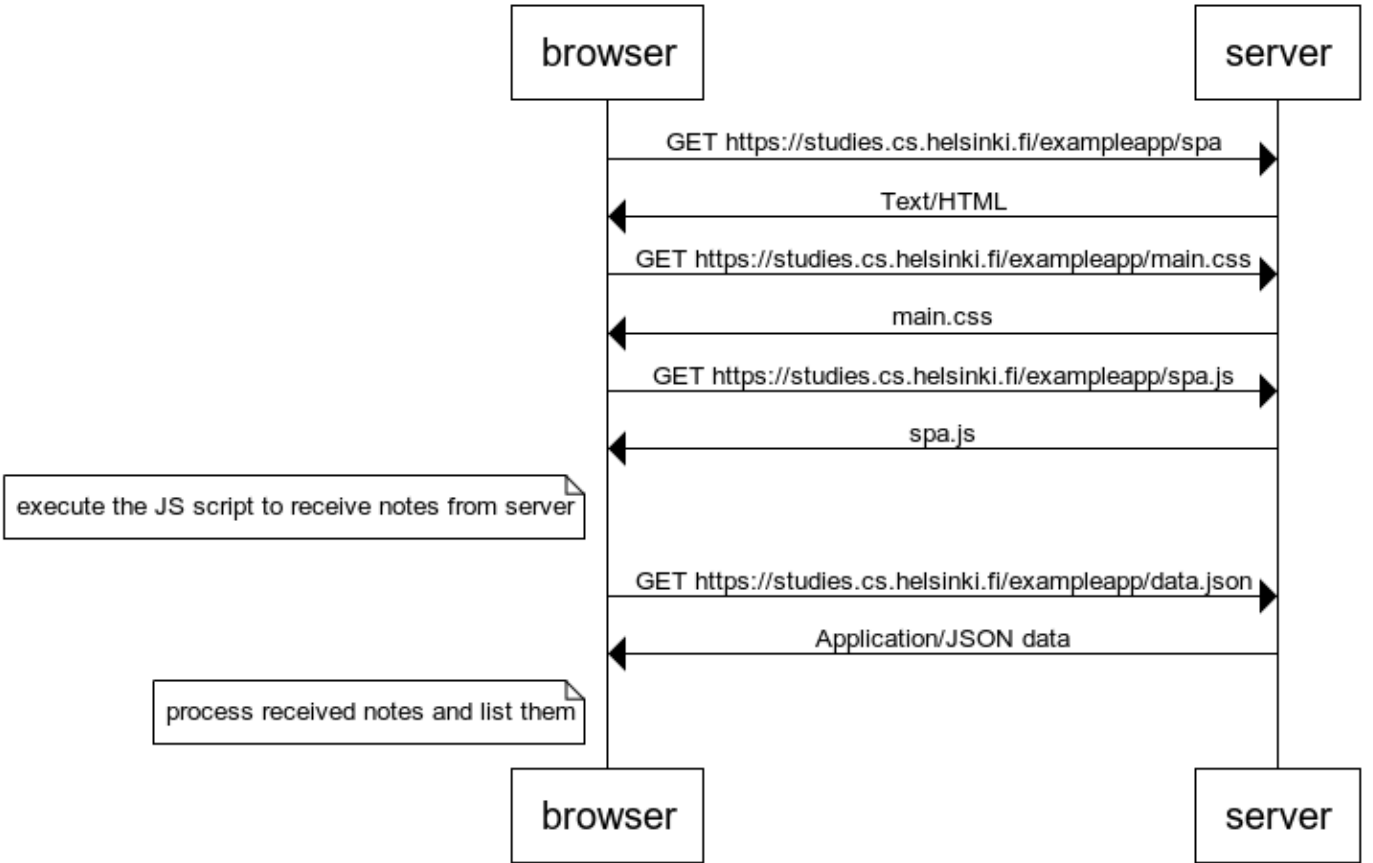 browser
server
GET https://studies.cs.helsinki.fi/exampleapp/spa
Text/HTML
GET https://studies.cs.helsinki.fi/exampleapp/main.css
main.css
GET https://studies.cs.helsinki.fi/exampleapp/spa.js
spa.js
execute the JS script to receive notes from server
GET https://studies.cs.helsinki.fi/exampleapp/data.json
Application/JSON data
process received notes and list them
browser
server